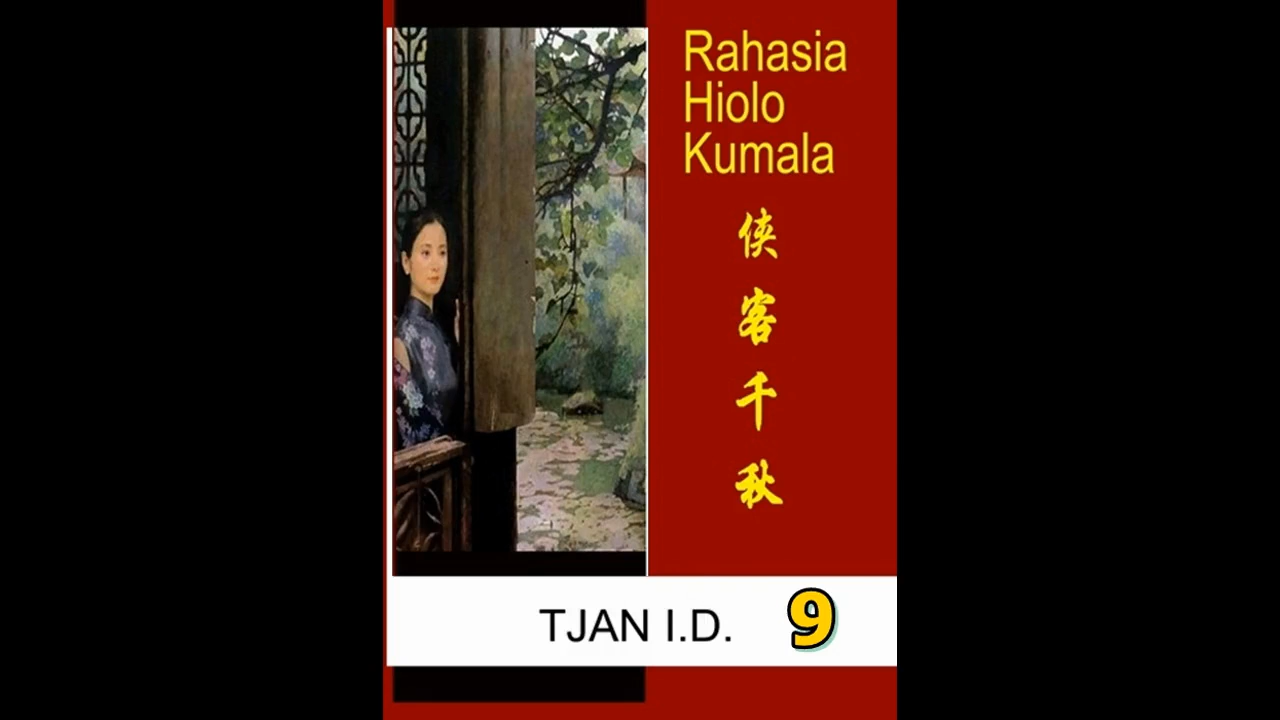 Rahasia
Hiolo
Kumala
侠
客
千
秋
TJAN I.D.
9